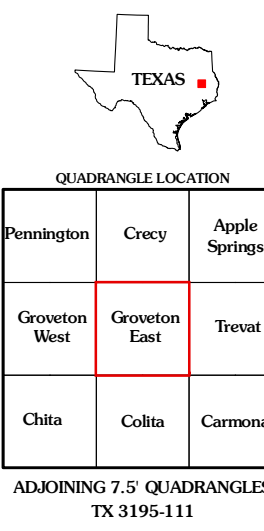 TEXAS
QUADRANGLE LOCATION
Pennington Crecy Apple Springs
Groveton West Groveton East Trevat
Chita Colita Carmona
ADJOINING 7.5' QUADRANGLES
TX 3195-111